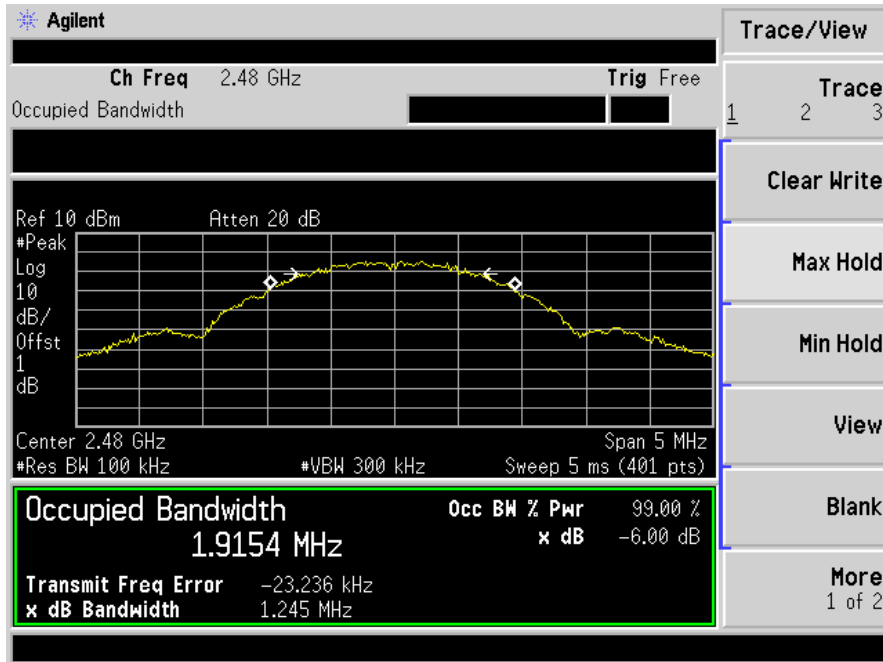 Agilent
Trace/View
Ch Freq 2.48 GHz Trig Free
Occupied Bandwidth
Trace
1 2 3
Clear Write
Ref 10 dBm Atten 20 dB
#Peak
Log
10
dB/
Offst
1
dB
Max Hold
Min Hold
View
Center 2.48 GHz Span 5 MHz
#Res BW 100 kHz #VBW 300 kHz Sweep 5 ms (401 pts)
Occupied Bandwidth
1.9154 MHz
Occ BW % Pwr 99.00 %
x dB -6.00 dB
Transmit Freq Error -23.236 kHz
x dB Bandwidth 1.245 MHz
Blank
More
1 of 2